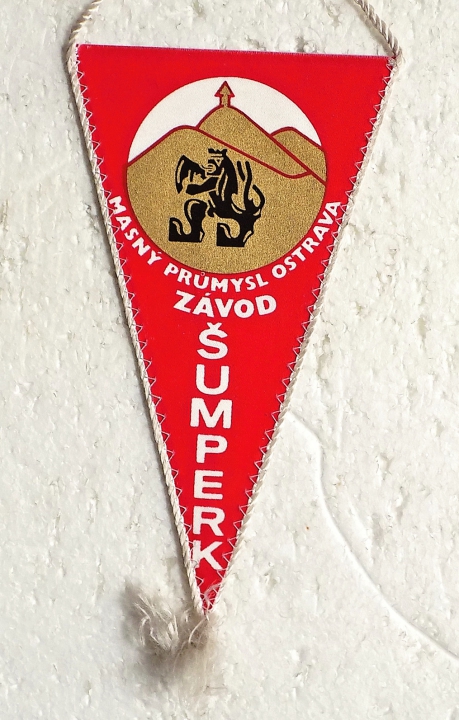 MASNÝ PRŮMYSL OSTRAVA
ZÁVOD
ŠUMPERK